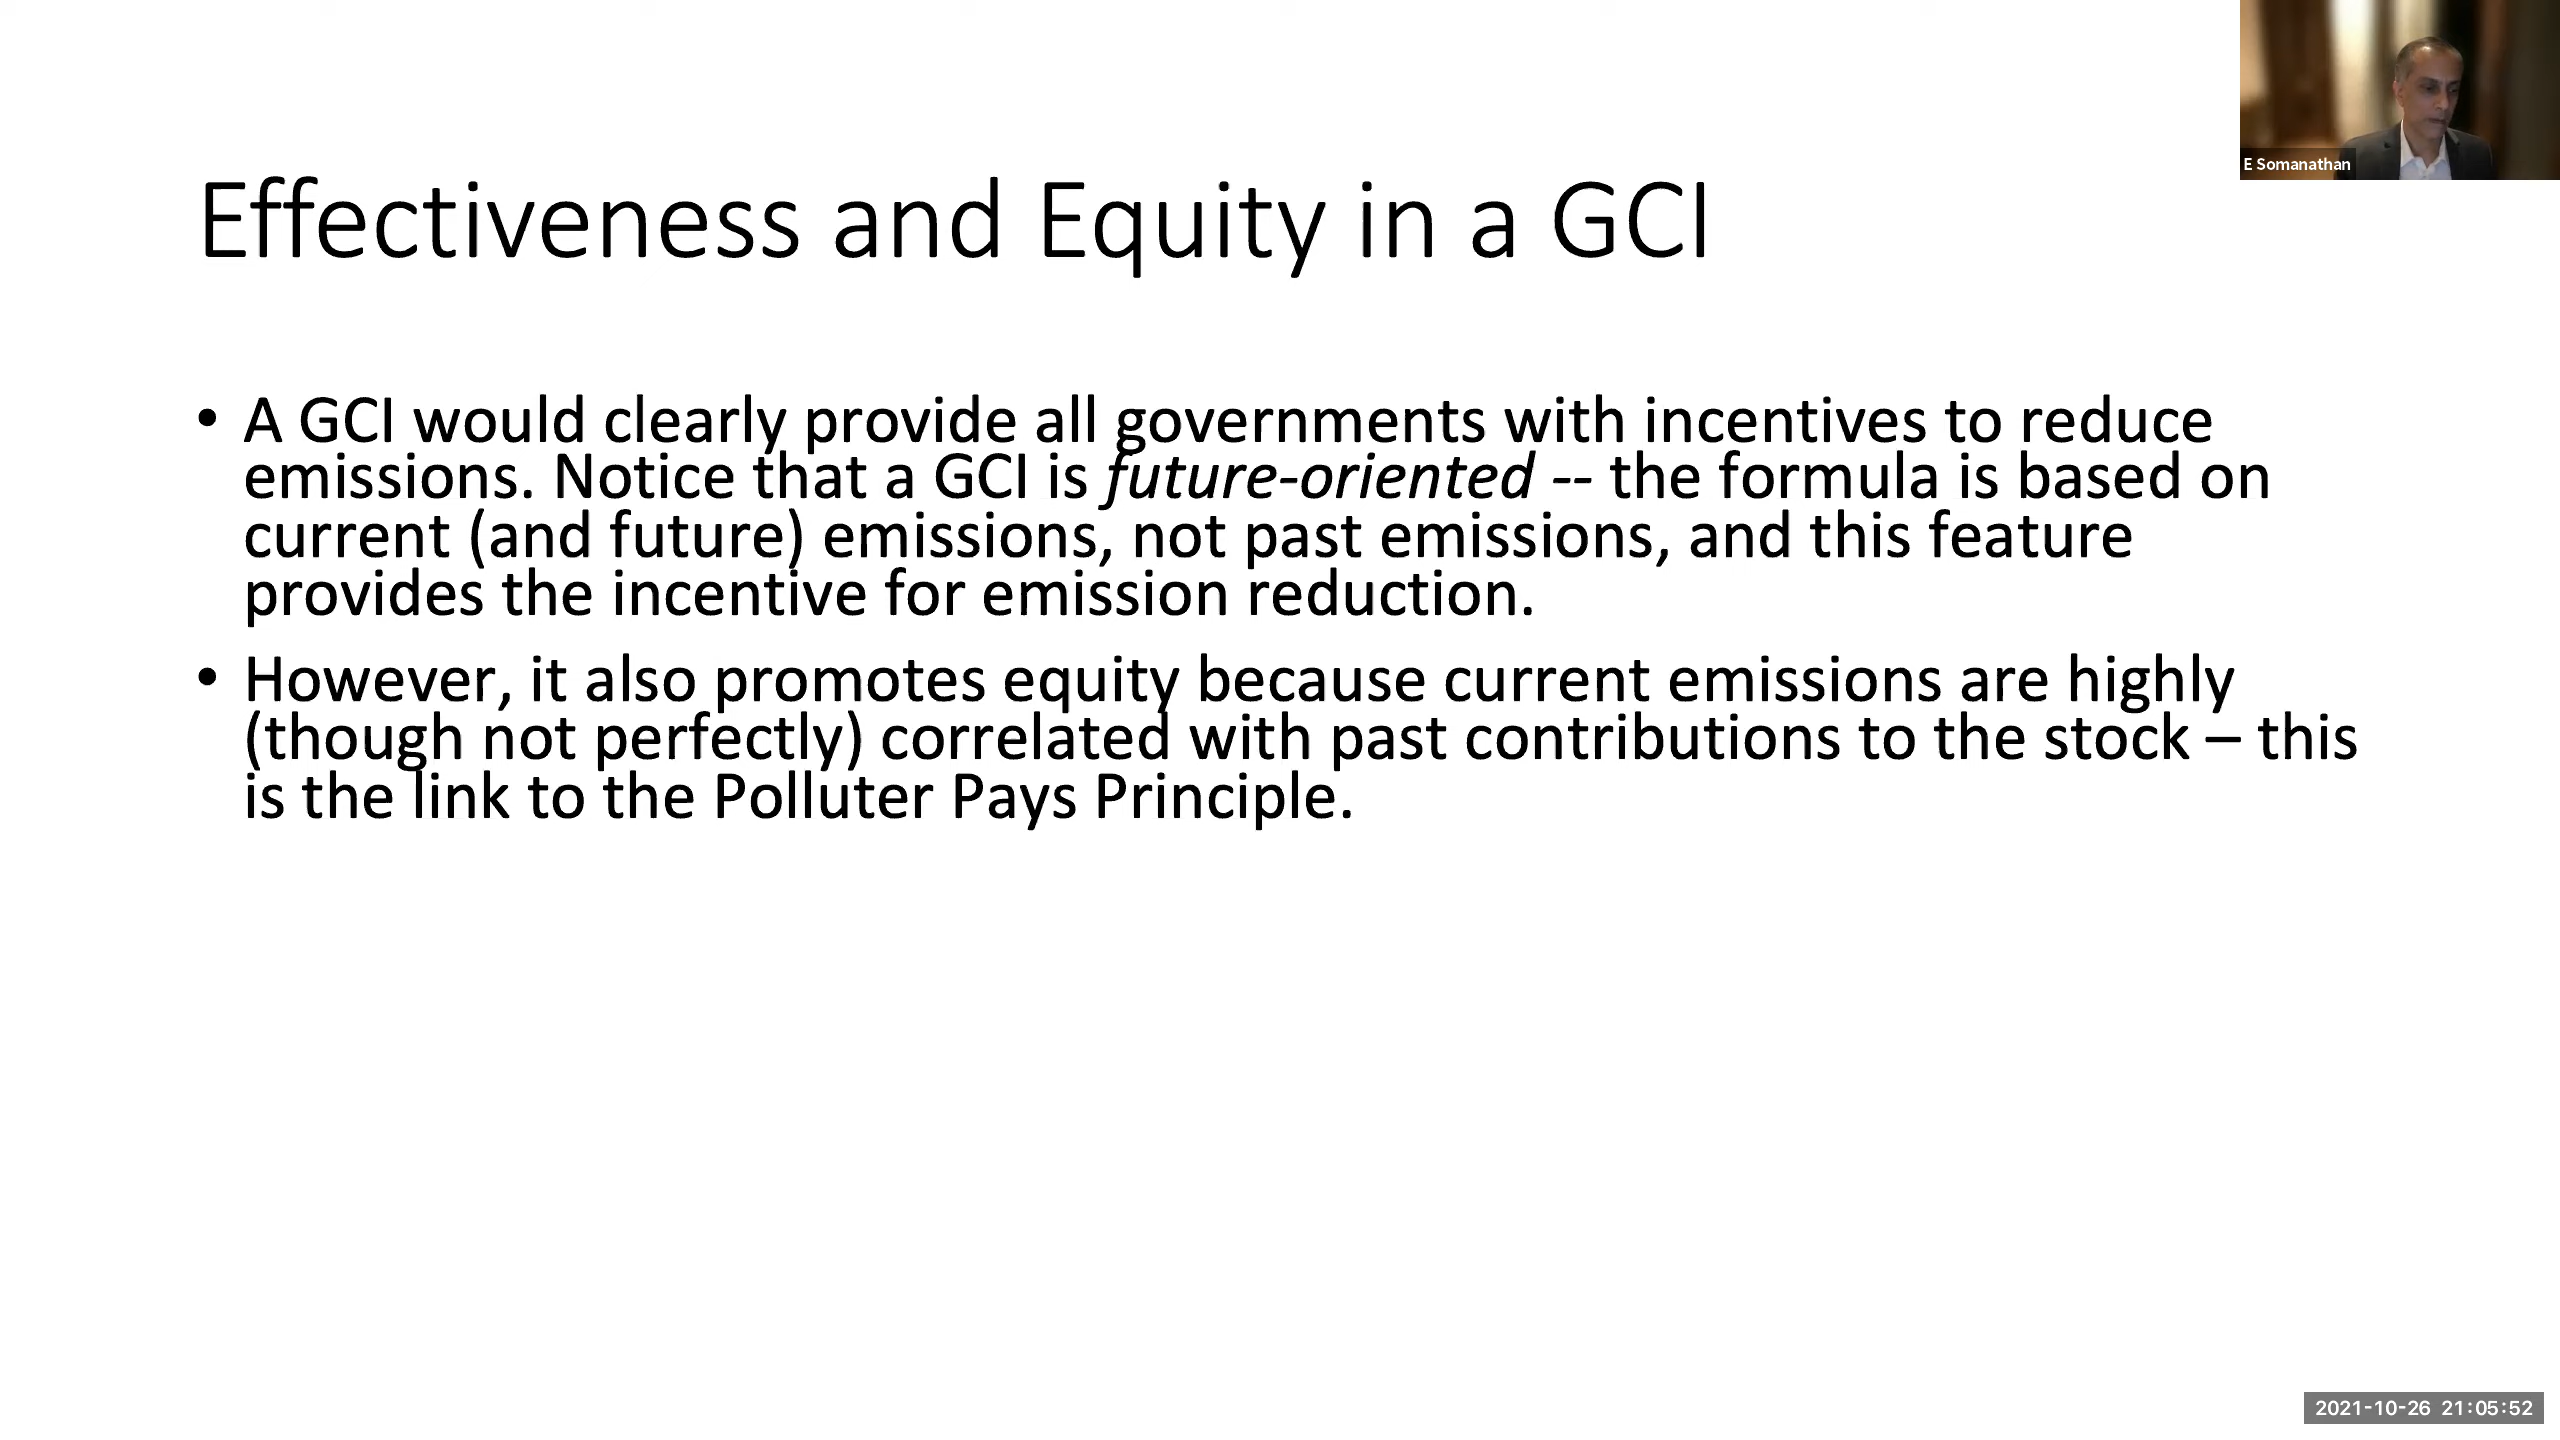 E Somanathan
Effectiveness and Equity in a GCI
• A GCI would clearly provide all governments with incentives to reduce
emissions. Notice that a GCI is future-oriented -- the formula is based on
current (and future) emissions, not past emissions, and this feature
provides the incentive for emission reduction.
• However, it also promotes equity because current emissions are highly
(though not perfectly) correlated with past contributions to the stock – this
is the link to the Polluter Pays Principle.
2021-10-26 21:05:52